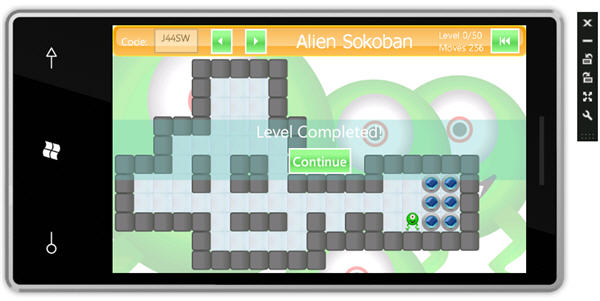 Code: J44SW
Alien Sokoban
Level 0/50
Moves 256
Level Completed!
Continue